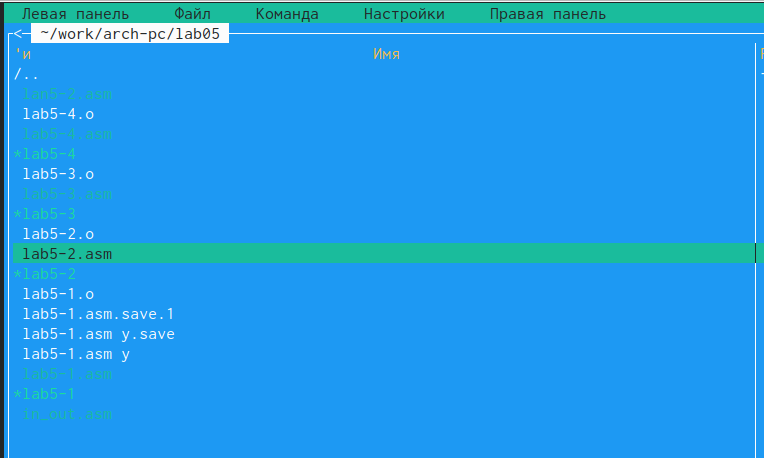 Левая панель Файл Команда Настройки Правая панель
< ~/work/arch-pc/lab05
'и Имя
/..
lan5-2.asm
lab5-4.o
lab5-4.asm
*lab5-4
lab5-3.o
lab5-3.asm
*lab5-3
lab5-2.o
lab5-2.asm
*lab5-2
lab5-1.o
lab5-1.asm.save.1
lab5-1.asm y.save
lab5-1.asm y
lab5-1.asm
*lab5-1
in_out.asm